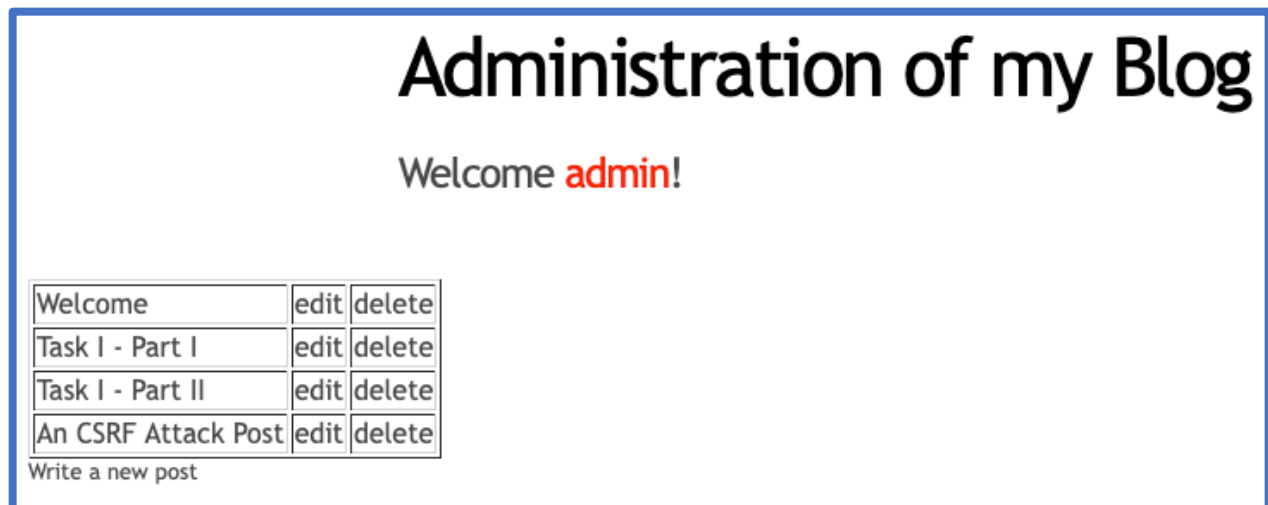 Administration of my Blog
Welcome admin!
Welcome edit delete
Task I - Part I edit delete
Task I - Part II edit delete
An CSRF Attack Post edit delete
Write a new post